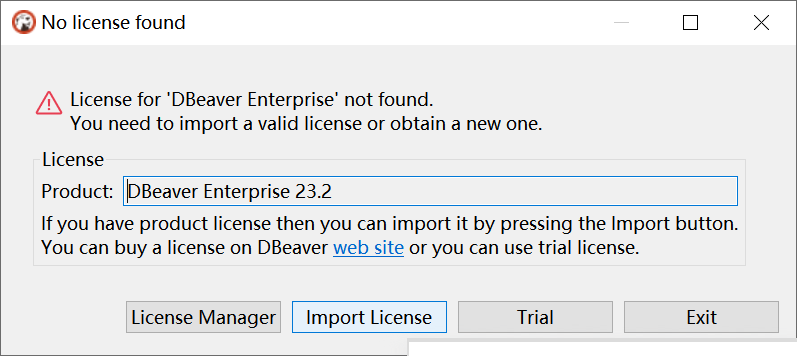 No license found
License for 'DBeaver Enterprise' not found.
You need to import a valid license or obtain a new one.
License
Product: DBeaver Enterprise 23.2
If you have product license then you can import it by pressing the Import button.
You can buy a license on DBeaver web site or you can use trial license.
License Manager Import License Trial Exit